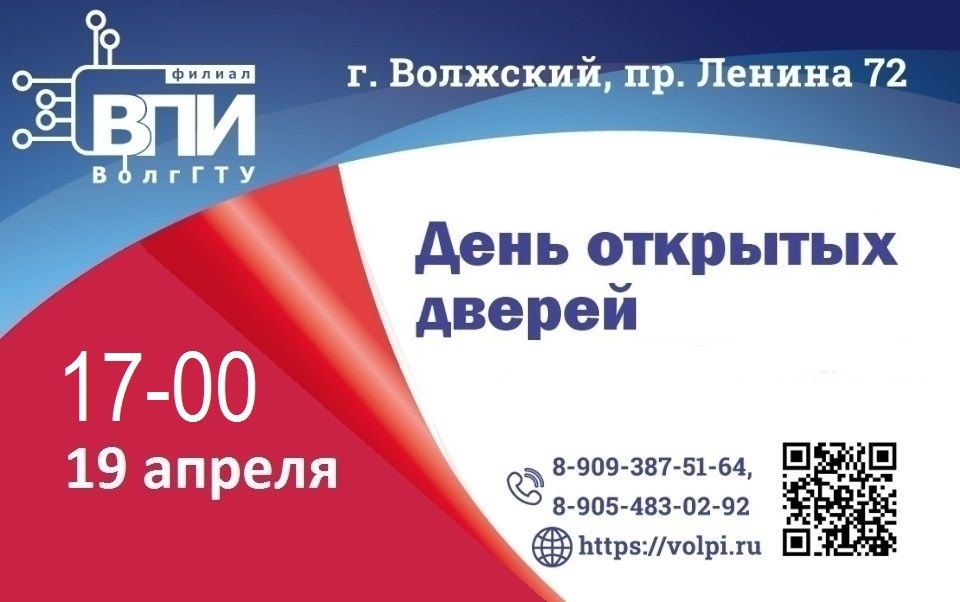 филиал
ВПИ
ВолгГТУ
г. Волжский, пр. Ленина 72
День открытых
дверей
17-00
19 апреля
8-909-387-51-64,
8-905-483-02-92
https://volpi.ru